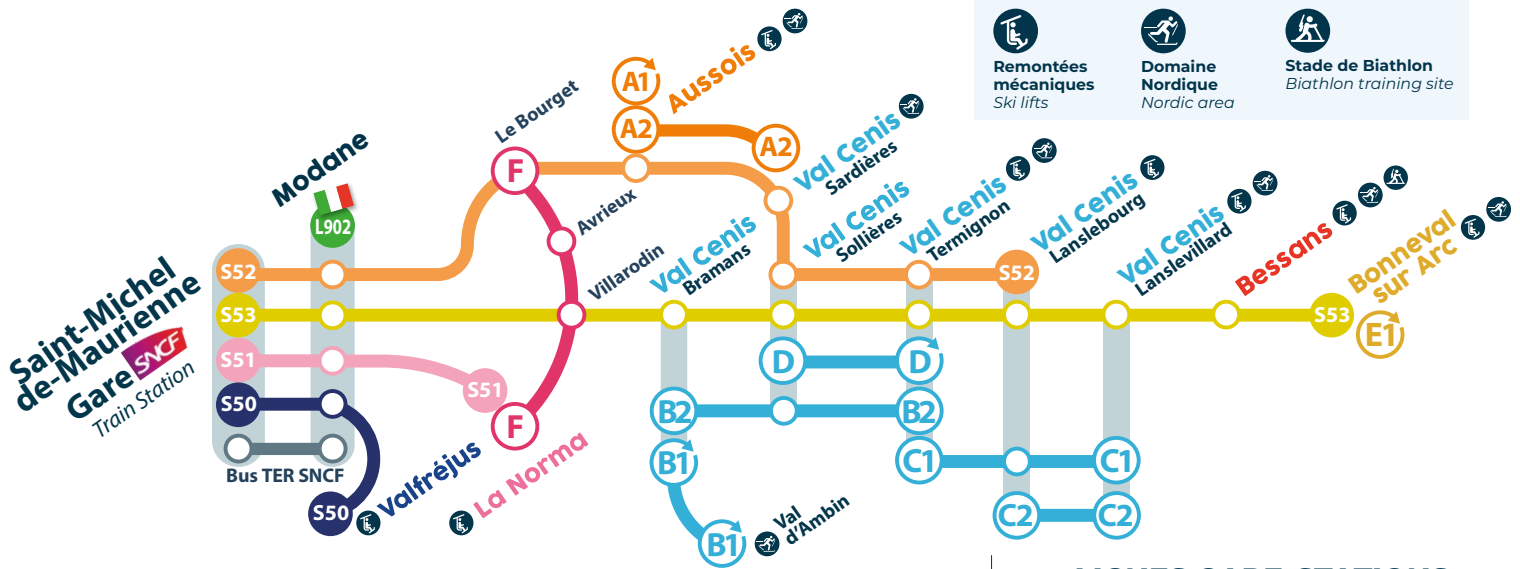 Remontées
mécaniques
Ski lifts
Domaine
Nordique
Nordic area
Stade de Biathlon
Biathlon training site
Saint-Michel
de-Maurienne
Gare SNCF
Train Station
Modane
L902
S52
S53
S51
S50
Bus TER SNCF
S50
Valfréjus
S51
F
La Norma
Le Bourget
F
Avrieux
Villarodin
A1
A2
Aussois
A2
Val Cenis
Sardières
Val Cenis
Bramans
Val Cenis
Sollières
Val Cenis
Termignon
Val Cenis
Lanslebourg
S52
Val Cenis
Lanslevillard
Bessans
Bonneval
sur Arc
S53
E1
D
D
B2
B2
B1
B1
Val
d'Ambin
C1
C1
C2
C2